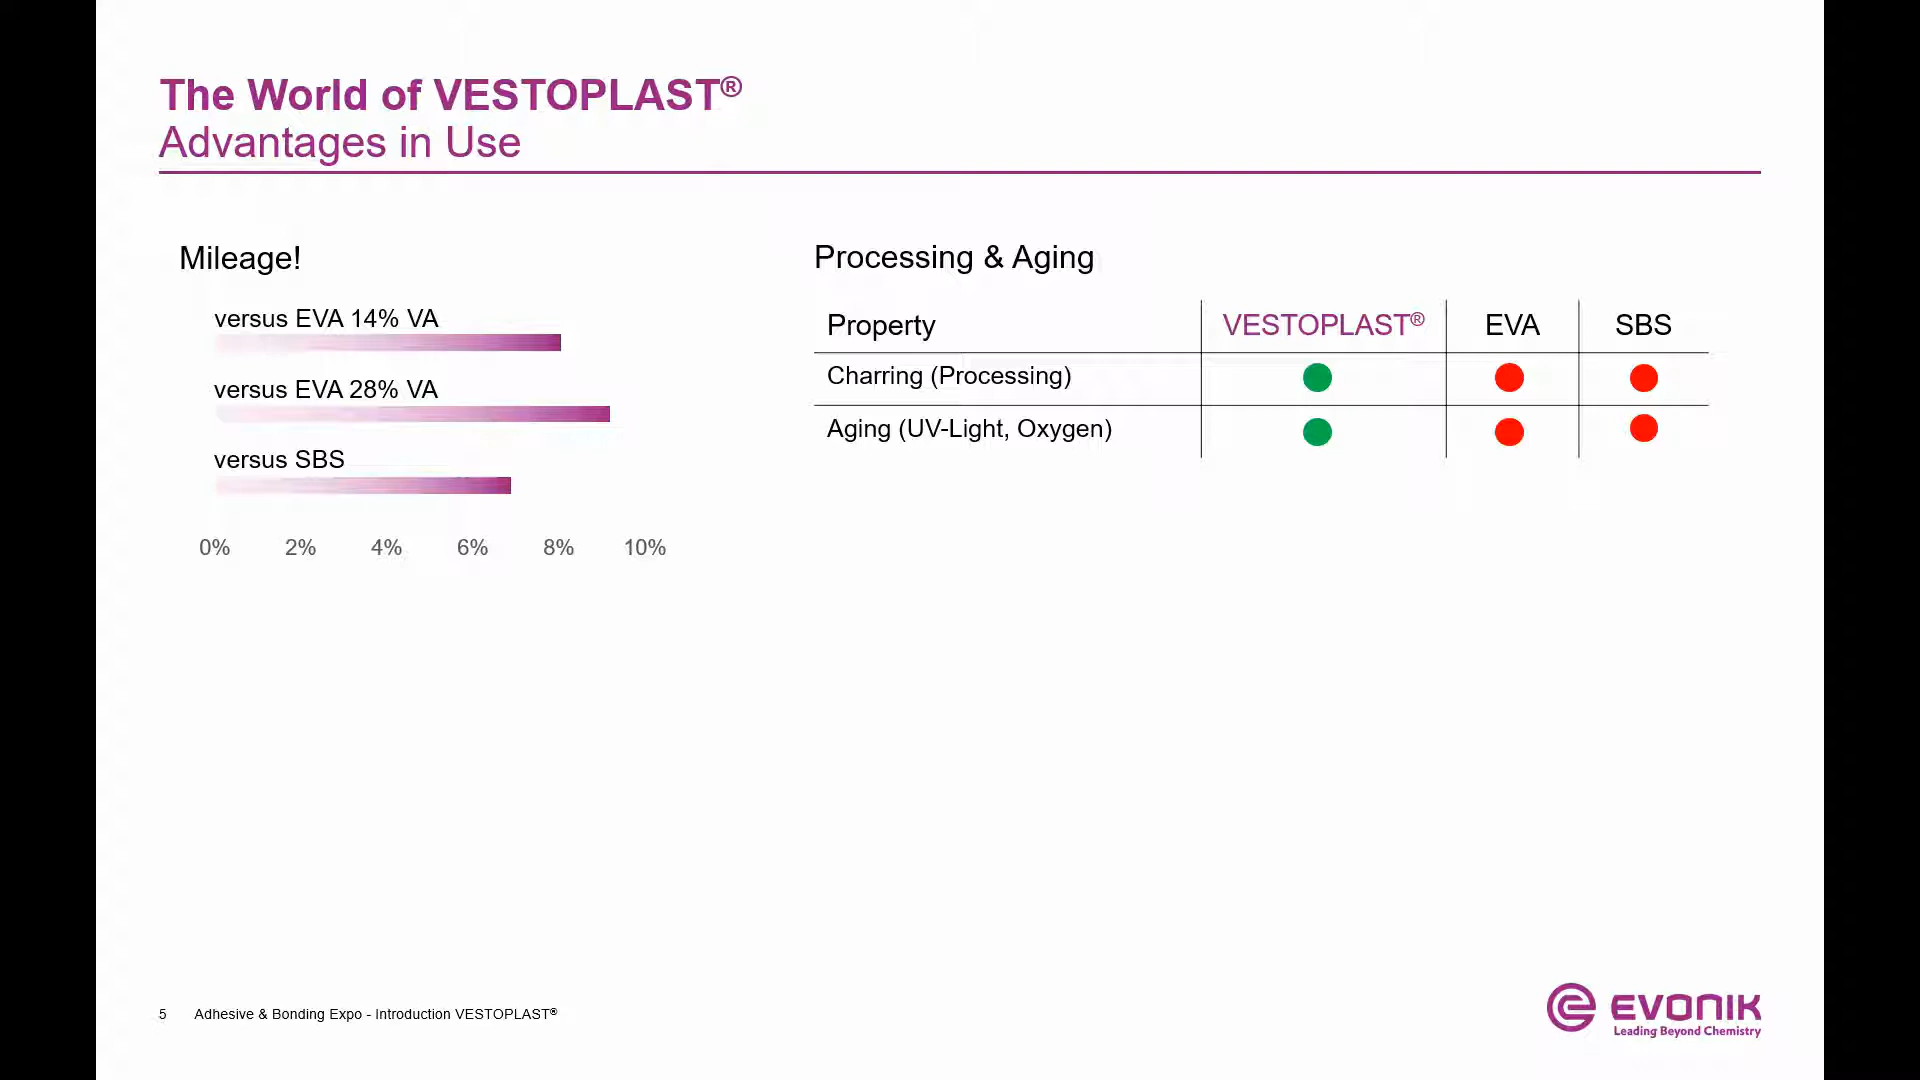 The World of VESTOPLAST®
Advantages in Use
Mileage!
versus EVA 14% VA
versus EVA 28% VA
versus SBS
0% 2% 4% 6% 8% 10%
Processing & Aging
Property VESTOPLAST® EVA SBS
Charring (Processing)
Aging (UV-Light, Oxygen)
5 Adhesive & Bonding Expo - Introduction VESTOPLAST®
EVONIK
Leading Beyond Chemistry